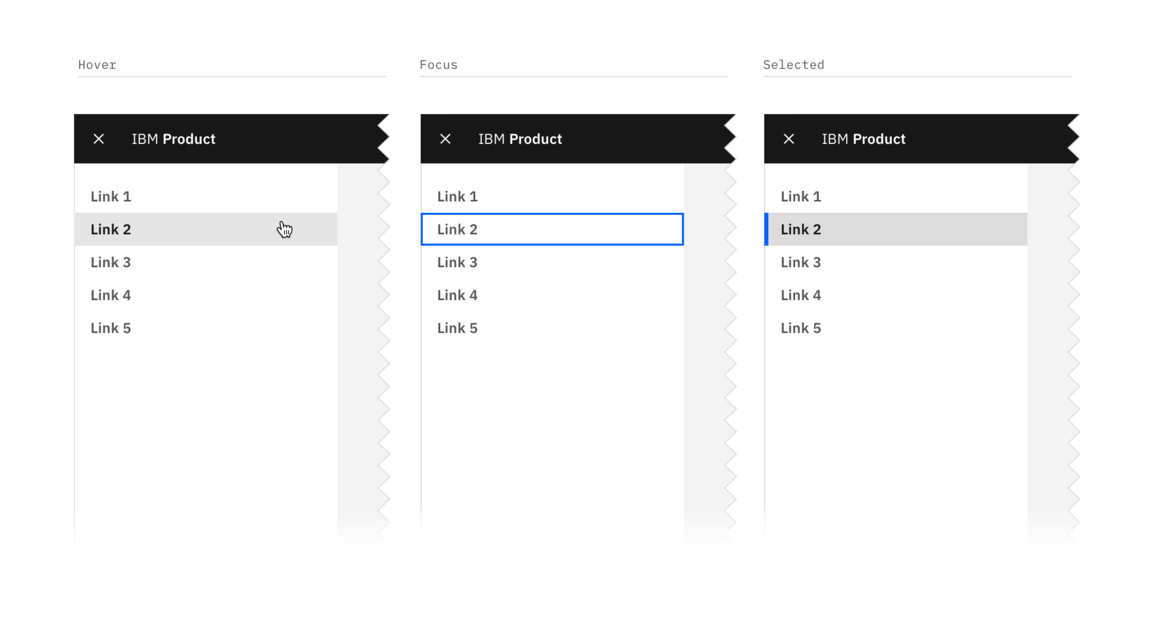 Hover
IBM Product
Link 1
Link 2
Link 3
Link 4
Link 5
Focus
IBM Product
Link 1
Link 2
Link 3
Link 4
Link 5
Selected
IBM Product
Link 1
Link 2
Link 3
Link 4
Link 5